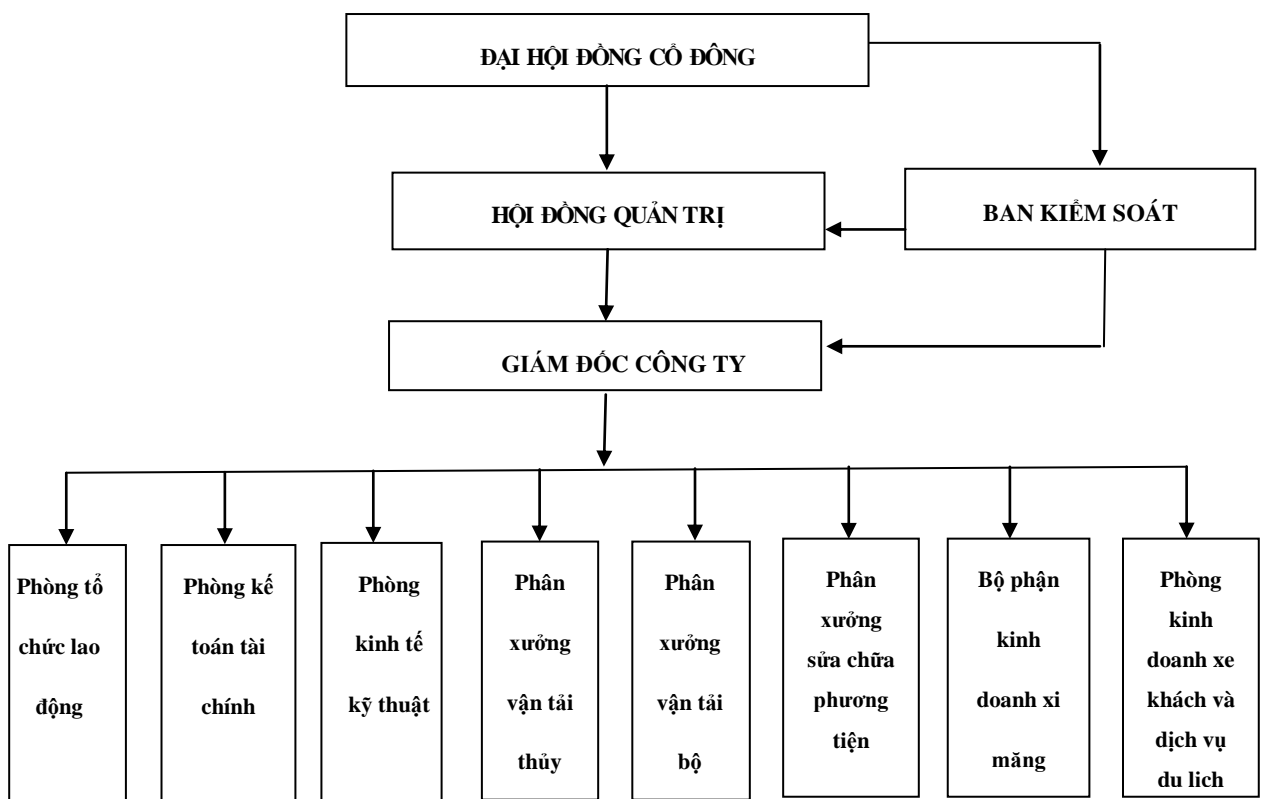 ĐẠI HỘI ĐỒNG CỔ ĐÔNG
HỘI ĐỒNG QUẢN TRỊ
BAN KIỂM SOÁT
GIÁM ĐỐC CÔNG TY
Phòng tổ
chức lao
động
Phòng kế
toán tài
chính
Phòng
kinh tế
kỹ thuật
Phân
xưởng
vận tải
thủy
Phân
xưởng
vận tải
bộ
Phân
xưởng
sửa chữa
phương
tiện
Bộ phận
kinh
doanh xi
măng
Phòng
kinh
doanh xe
khách và
dịch vụ
du lich